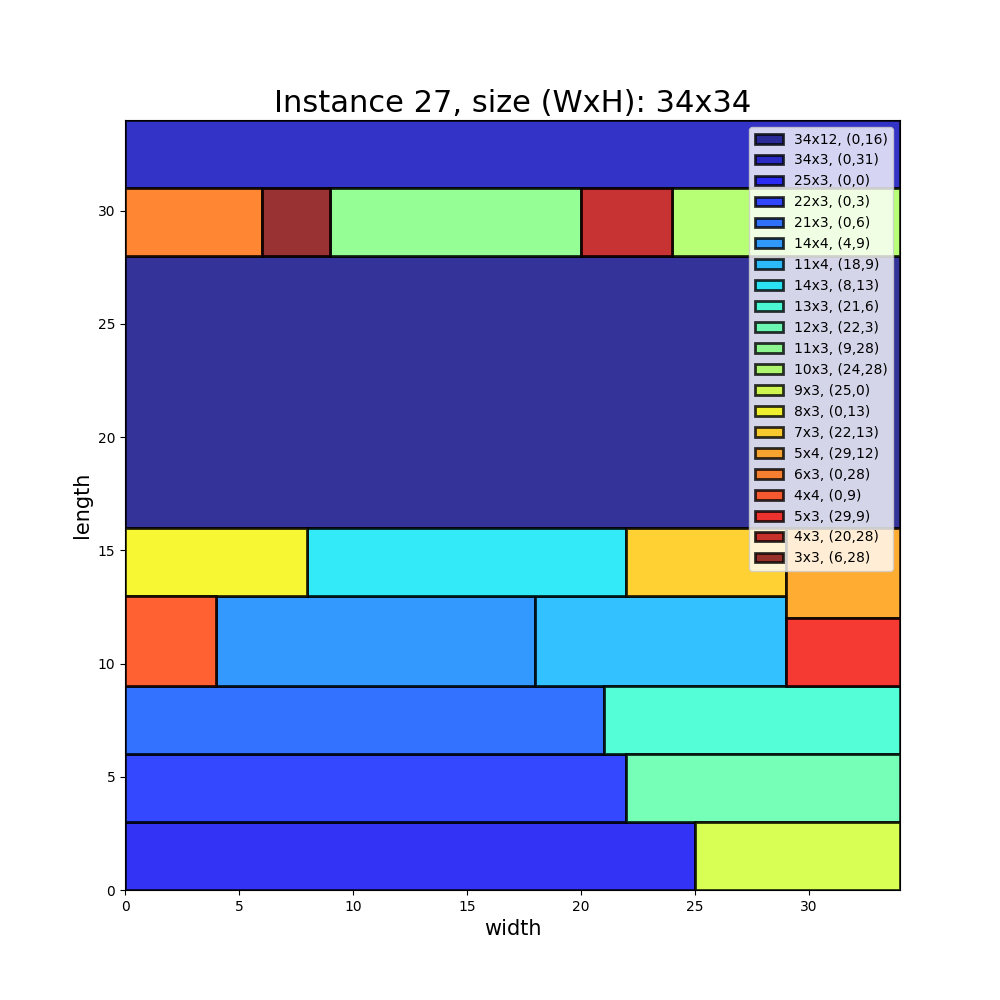 Instance 27, size (WxH): 34x34
34x12, (0,16)
34x3, (0,31)
25x3, (0,0)
22x3, (0,3)
21x3, (0,6)
14x4, (4,9)
11x4, (18,9)
14x3, (8,13)
13x3, (21,6)
12x3, (22,3)
11x3, (9,28)
10x3, (24,28)
9x3, (25,0)
8x3, (0,13)
7x3, (22,13)
5x4, (29,12)
6x3, (0,28)
4x4, (0,9)
5x3, (29,9)
4x3, (20,28)
3x3, (6,28)
30
25
20
15
10
5
0
length
0 5 10 15 20 25 30
width